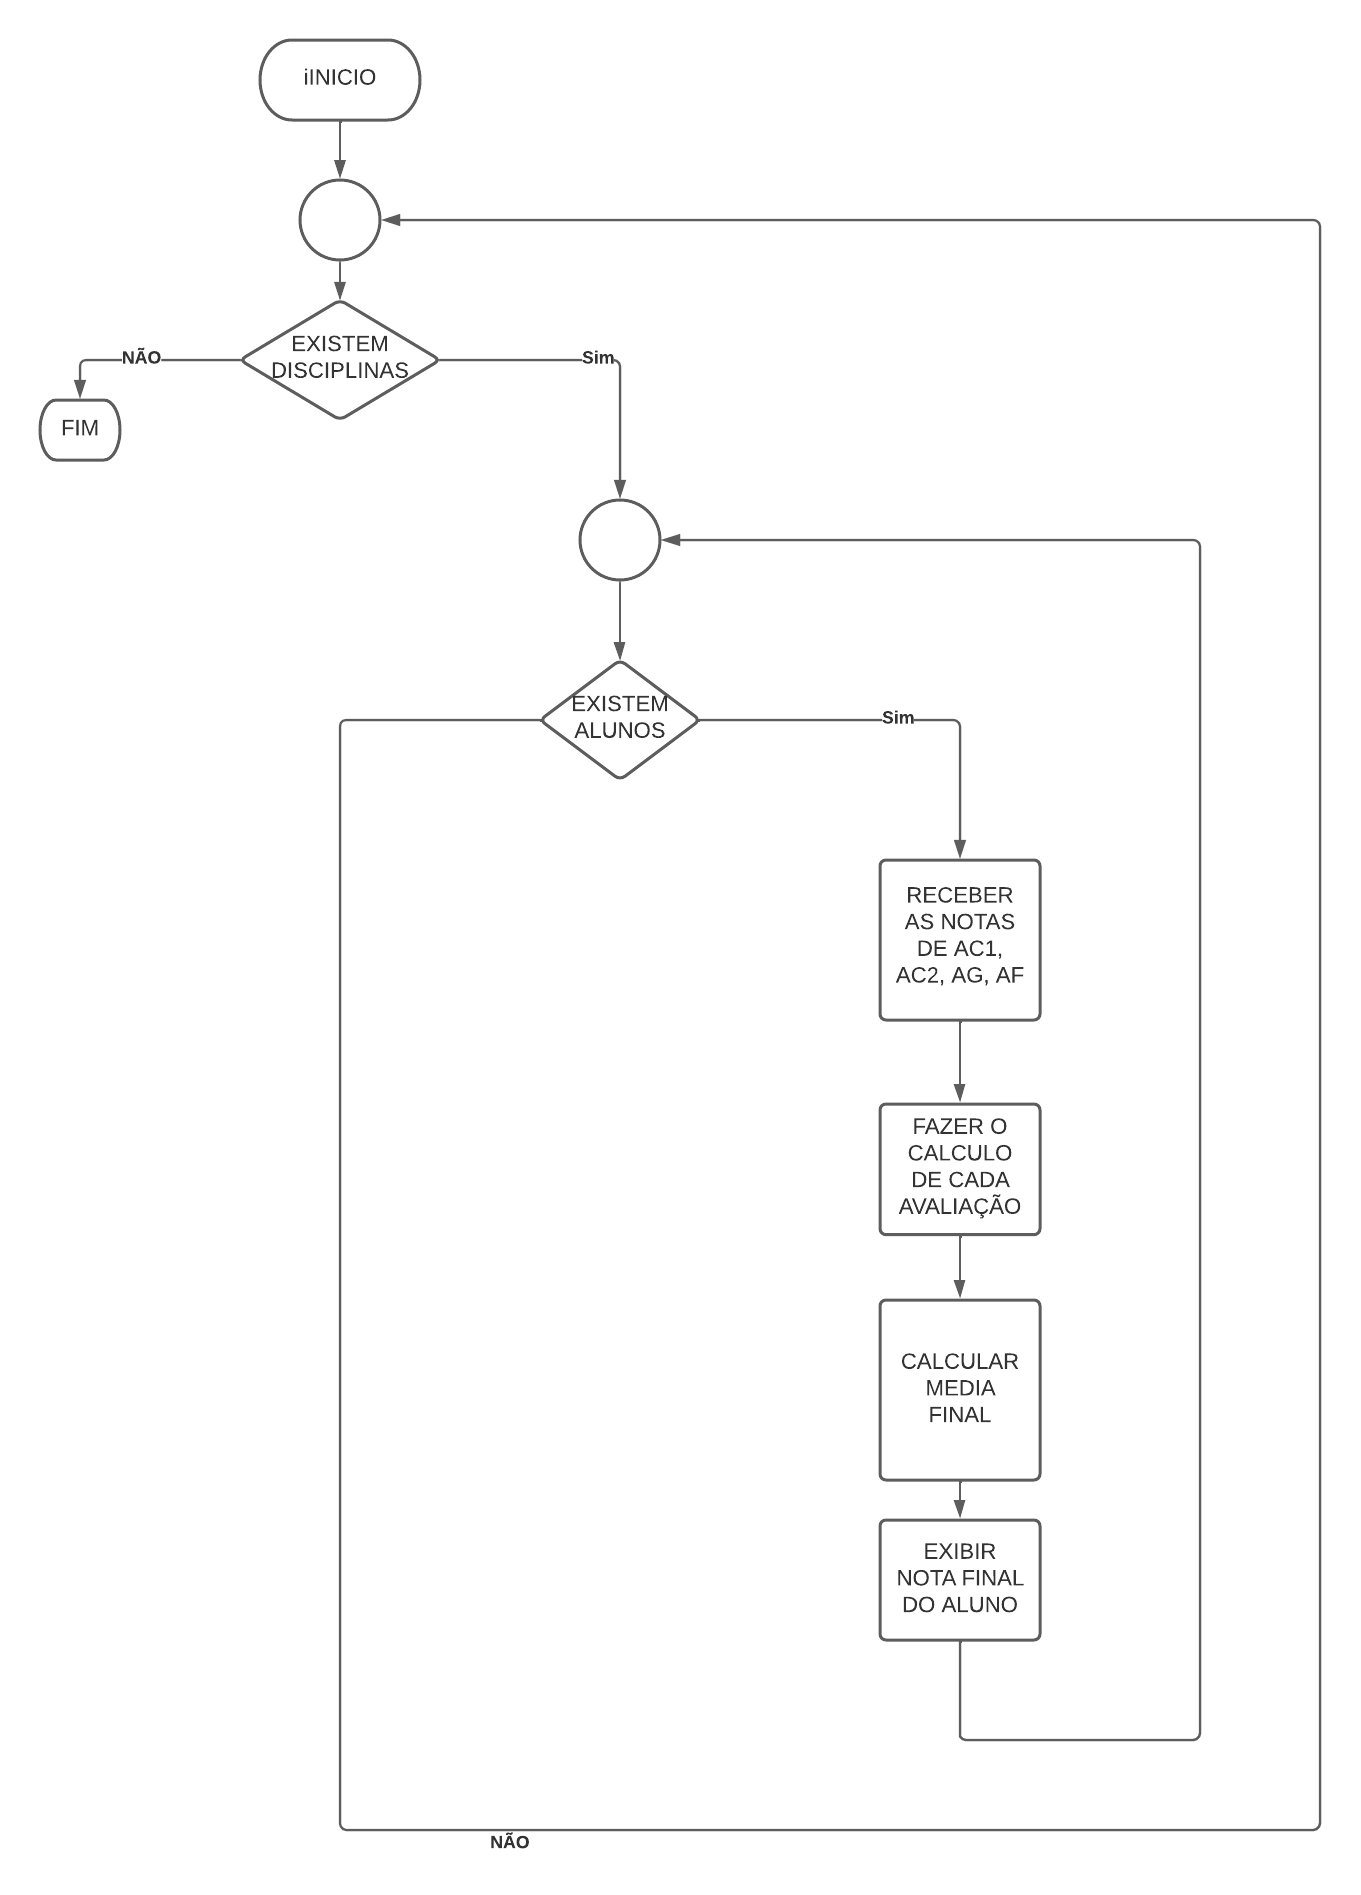 iINICIO
EXISTEM
DISCIPLINAS
NÃO
Sim
FIM
EXISTEM
ALUNOS
Sim
RECEBER
AS NOTAS
DE AC1,
AC2, AG, AF
FAZER O
CALCULO
DE CADA
AVALIAÇÃO
CALCULAR
MEDIA
FINAL
EXIBIR
NOTA FINAL
DO ALUNO
NÃO